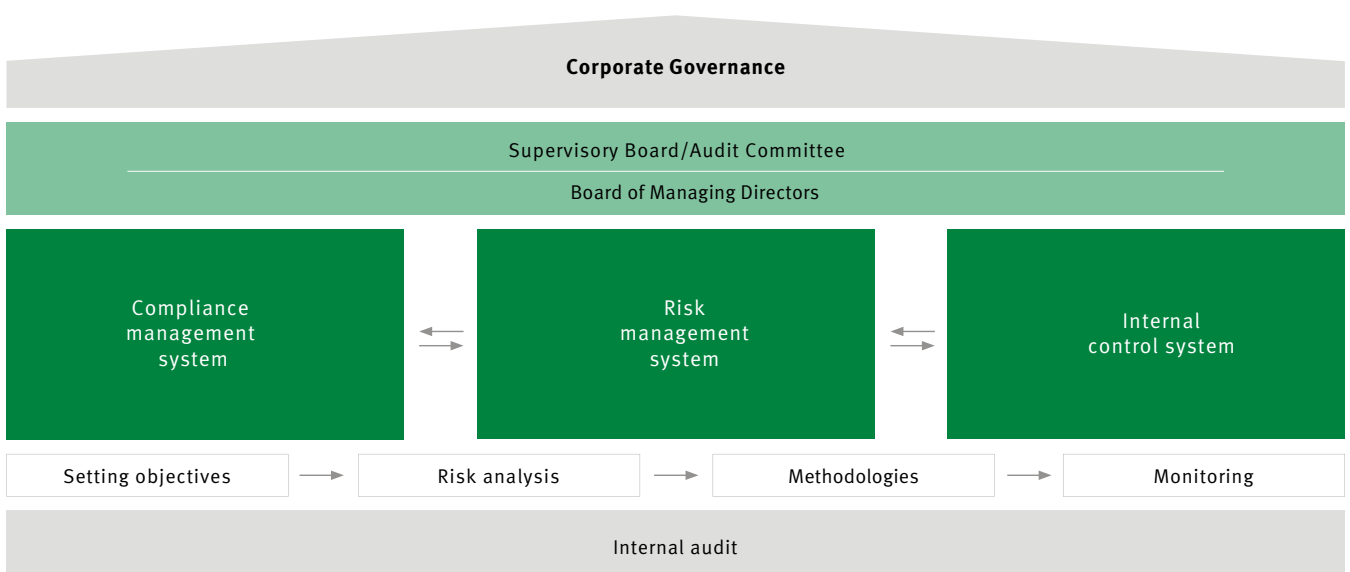 Corporate Governance
Supervisory Board/Audit Committee
Board of Managing Directors
Compliance
management
system
Risk
management
system
Internal
control system
Setting objectives
Risk analysis
Methodologies
Monitoring
Internal audit